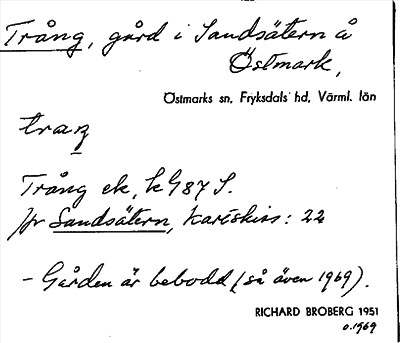 Trång, gård i Sandsätern å
Östmark,
Östmarks sn, Fryksdals hd, Värml. län
traŋ
Trång ek, k987 S.
jfr Sandsätern, Kartskiss: 22
- Gården är bebodd (så även 1969).
RICHARD BROBERG 1951
o. 1969